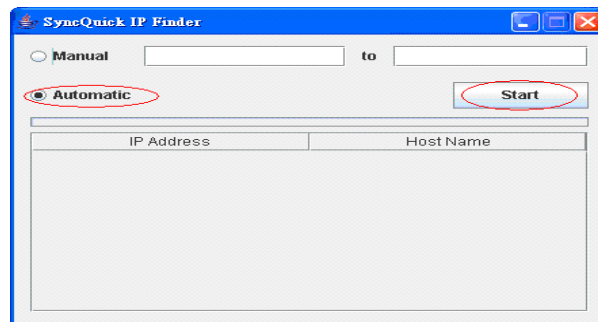 SyncQuick IP Finder
Manual to
Automatic Start
IP Address Host Name